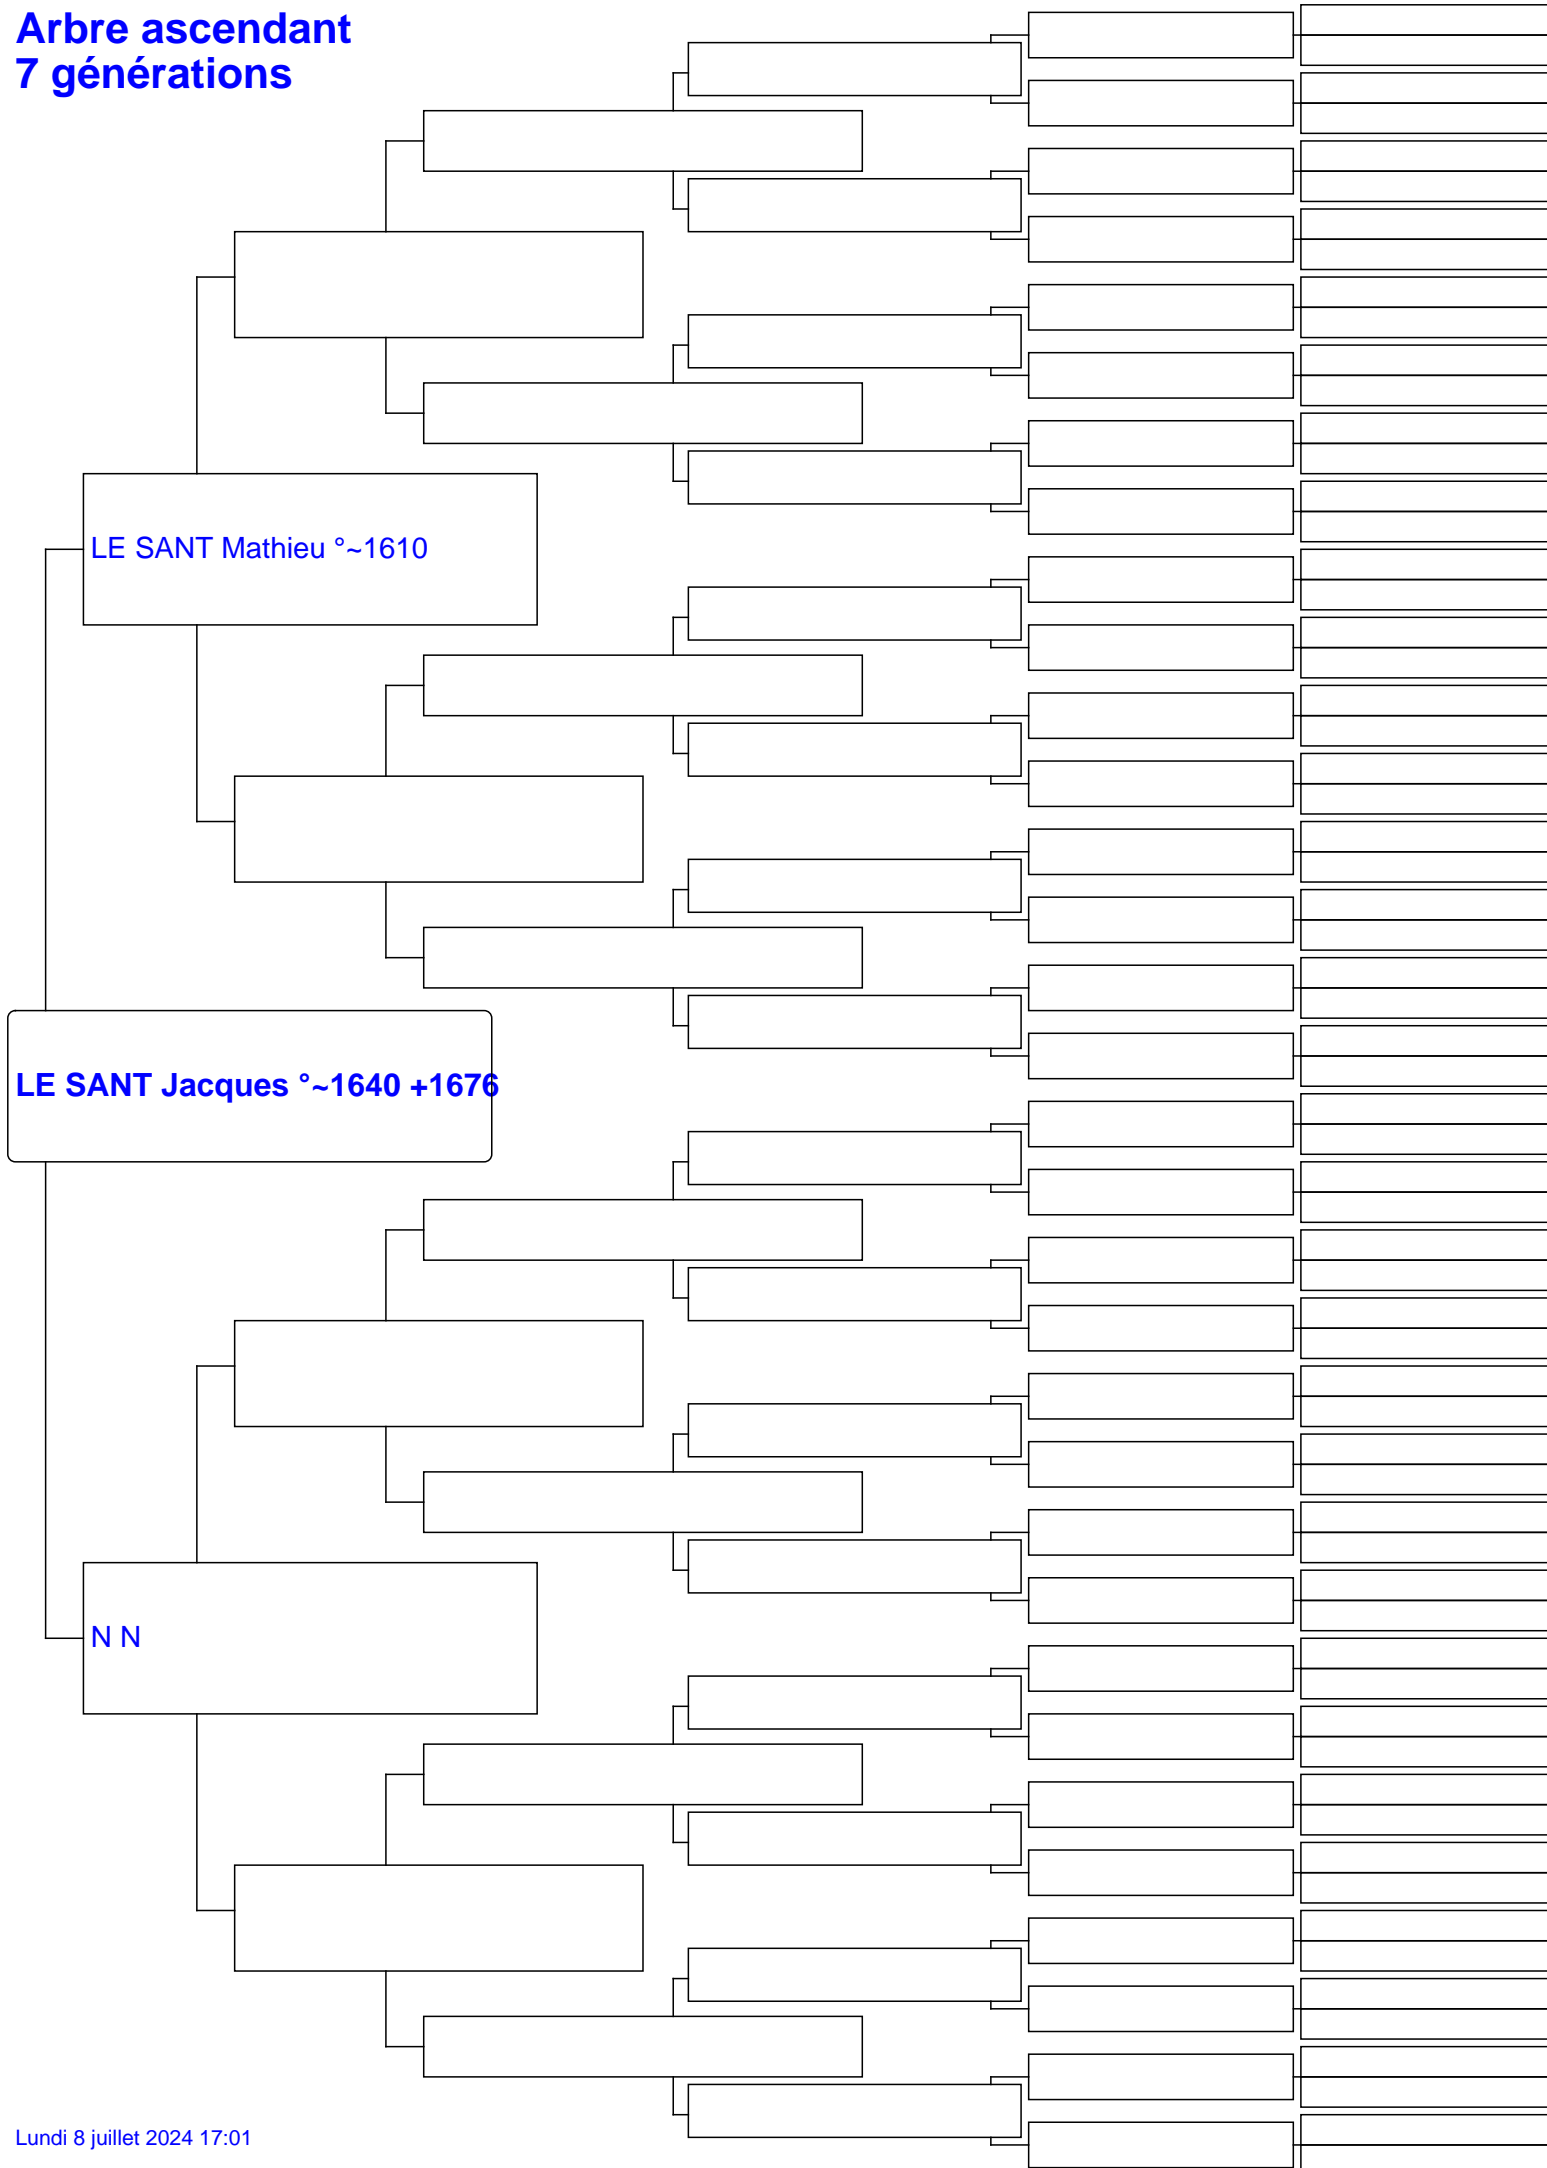 Arbre ascendant
7 générations
LE SANT Mathieu °~1610
LE SANT Jacques °~1640 +1676
N N
Lundi 8 juillet 2024 17:01